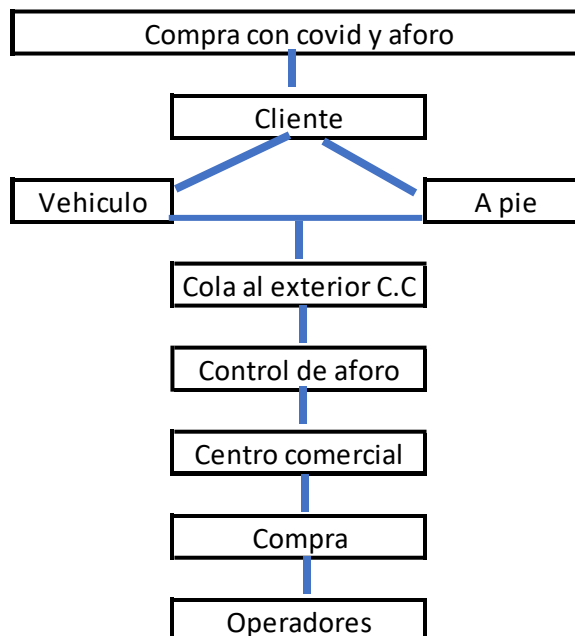 Compra con covid y aforo
Cliente
Vehiculo
A pie
Cola al exterior C.C
Control de aforo
Centro comercial
Compra
Operadores